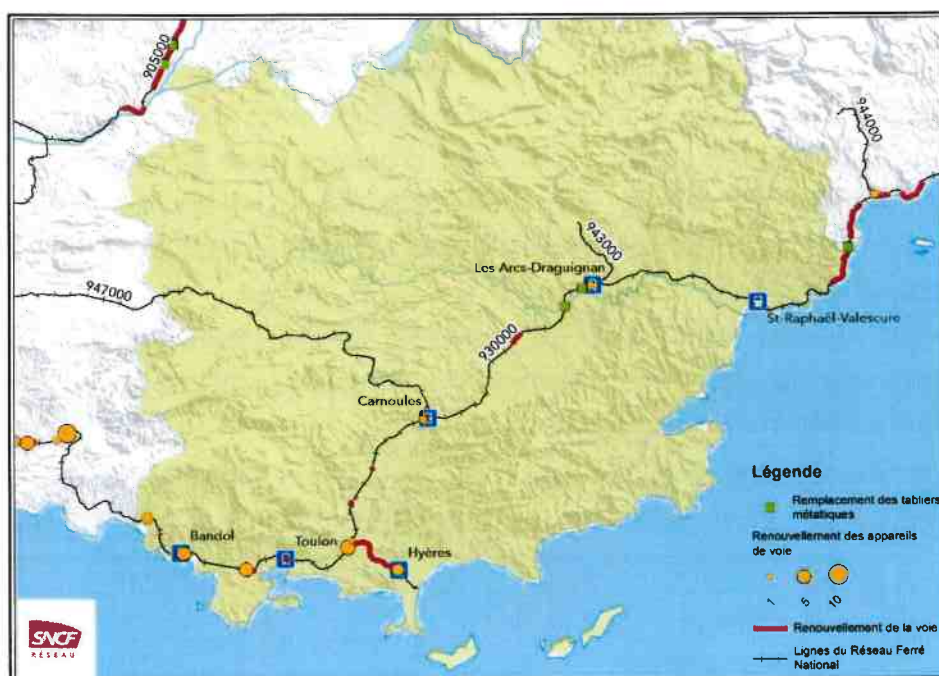 905000
944000
943000
Les Arcs-Draguignan
947000
St-Raphaël-Valescure
930000
Carnoules
Légende
Remplacement des tabliers
métalliques
Bandol
Toulon
Hyères
Renouvellement des appareils
de voie
1 5 10
Renouvellement de la voie
Lignes du Réseau Ferré
National
SNCF
RÉSEAU